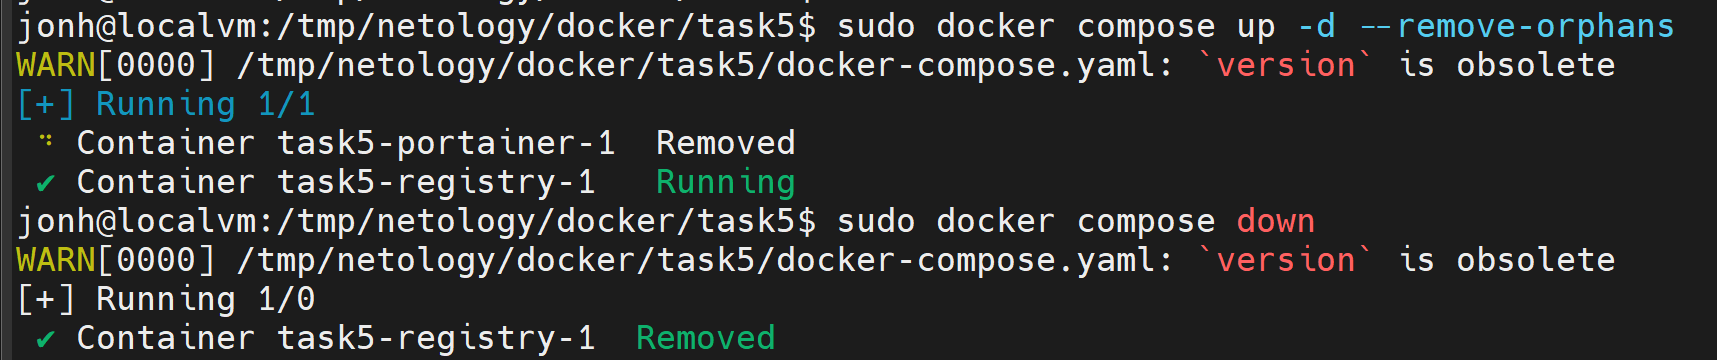 jonh@localvm:/tmp/netology/docker/task5$ sudo docker compose up -d --remove-orphans
WARN[0000] /tmp/netology/docker/task5/docker-compose.yaml: `version` is obsolete
[+] Running 1/1
 ⠙ Container task5-portainer-1  Removed
 ✔ Container task5-registry-1   Running
jonh@localvm:/tmp/netology/docker/task5$ sudo docker compose down
WARN[0000] /tmp/netology/docker/task5/docker-compose.yaml: `version` is obsolete
[+] Running 1/0
 ✔ Container task5-registry-1  Removed